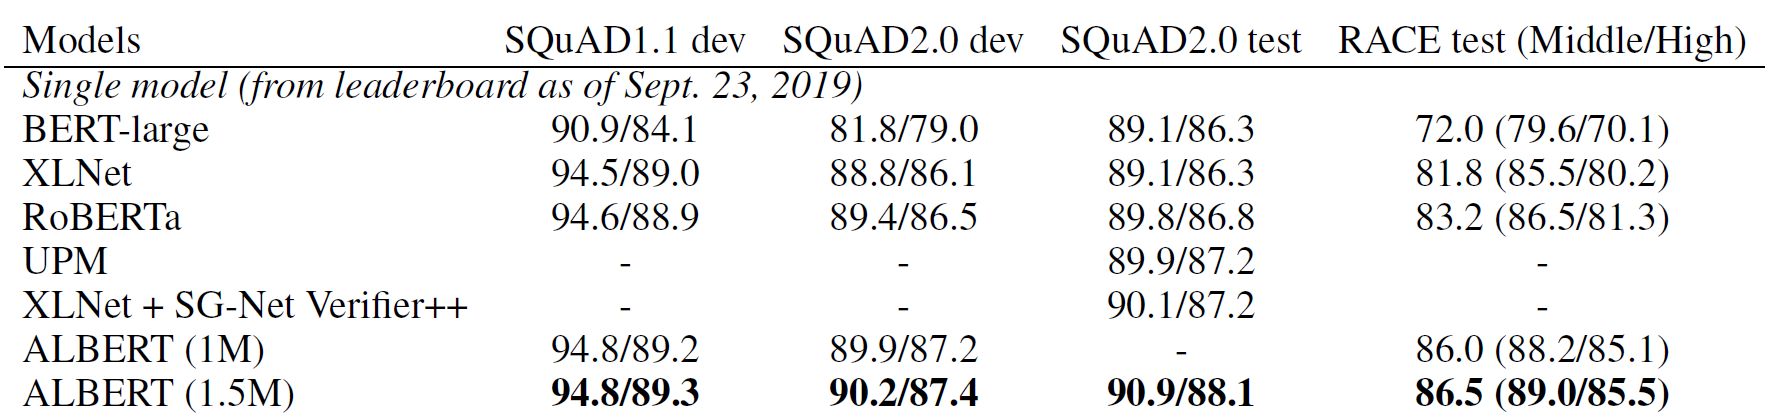 Models SQuAD1.1 dev SQuAD2.0 dev SQuAD2.0 test RACE test (Middle/High)
Single model (from leaderboard as of Sept. 23, 2019)
BERT-large 90.9/84.1 81.8/79.0 89.1/86.3 72.0 (79.6/70.1)
XLNet 94.5/89.0 88.8/86.1 89.1/86.3 81.8 (85.5/80.2)
RoBERTa 94.6/88.9 89.4/86.5 89.8/86.8 83.2 (86.5/81.3)
UPM - - 89.9/87.2 -
XLNet + SG-Net Verifier++ - - 90.1/87.2 -
ALBERT (1M) 94.8/89.2 89.9/87.2 - 86.0 (88.2/85.1)
ALBERT (1.5M) 94.8/89.3 90.2/87.4 90.9/88.1 86.5 (89.0/85.5)